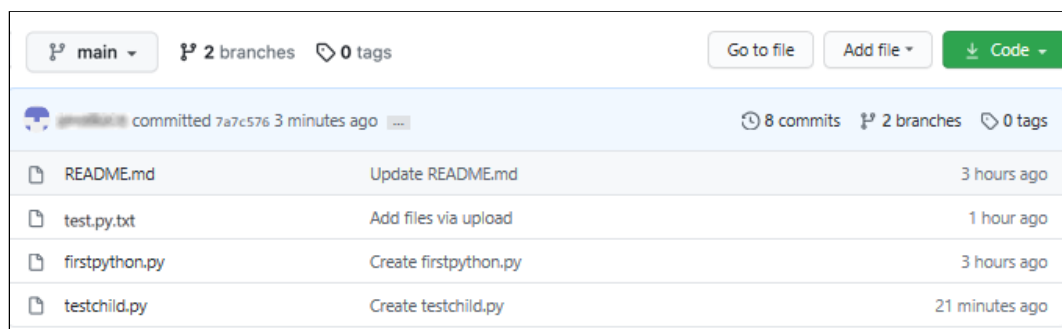 main 2 branches 0 tags Go to file Add file Code
committed 7a7c576 3 minutes ago ... 8 commits 2 branches 0 tags
README.md Update README.md 3 hours ago
test.py.txt Add files via upload 1 hour ago
firstpython.py Create firstpython.py 3 hours ago
testchild.py Create testchild.py 21 minutes ago